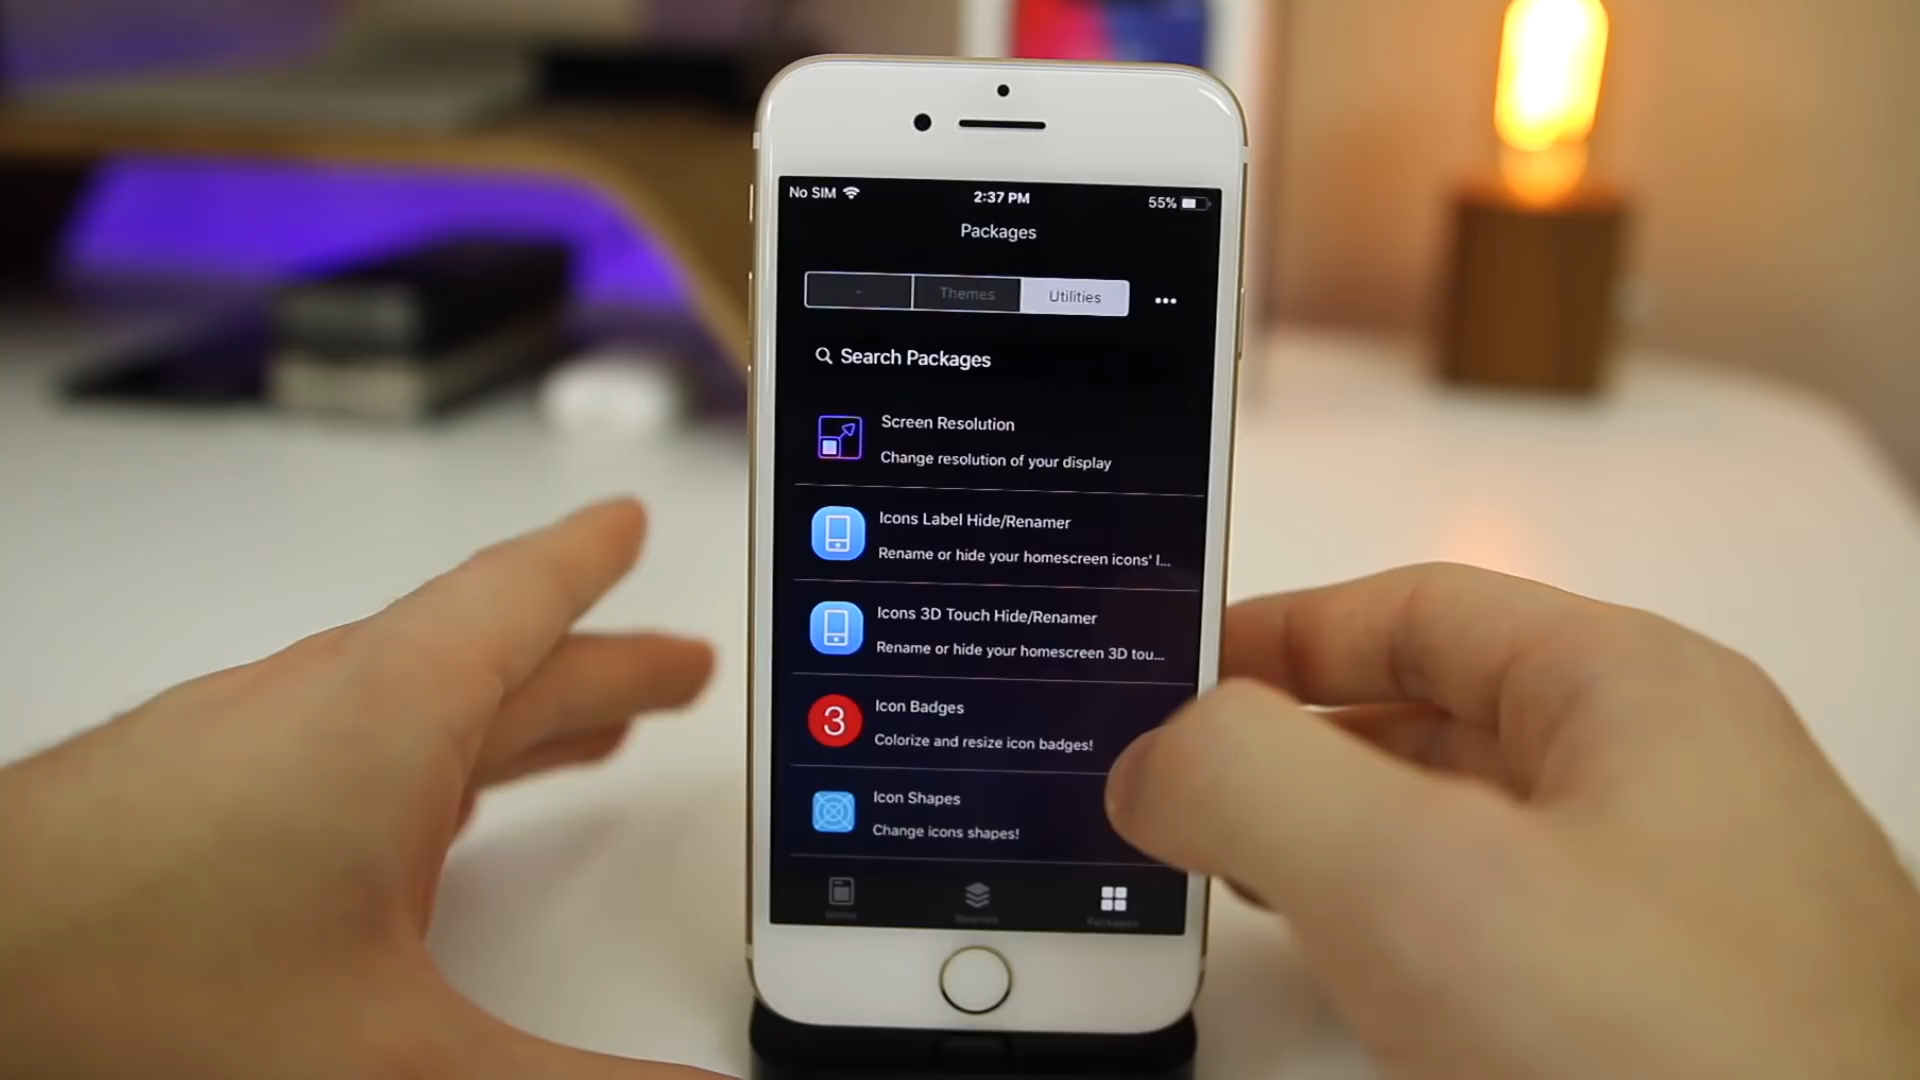 No SIM
2:37 PM
55%
Packages
-
Themes
Utilities
Search Packages
Screen Resolution
Change resolution of your display
Icons Label Hide/Renamer
Rename or hide your homescreen icons' l...
Icons 3D Touch Hide/Renamer
Rename or hide your homescreen 3D tou...
3
Icon Badges
Colorize and resize icon badges!
Icon Shapes
Change icons shapes!
Packages